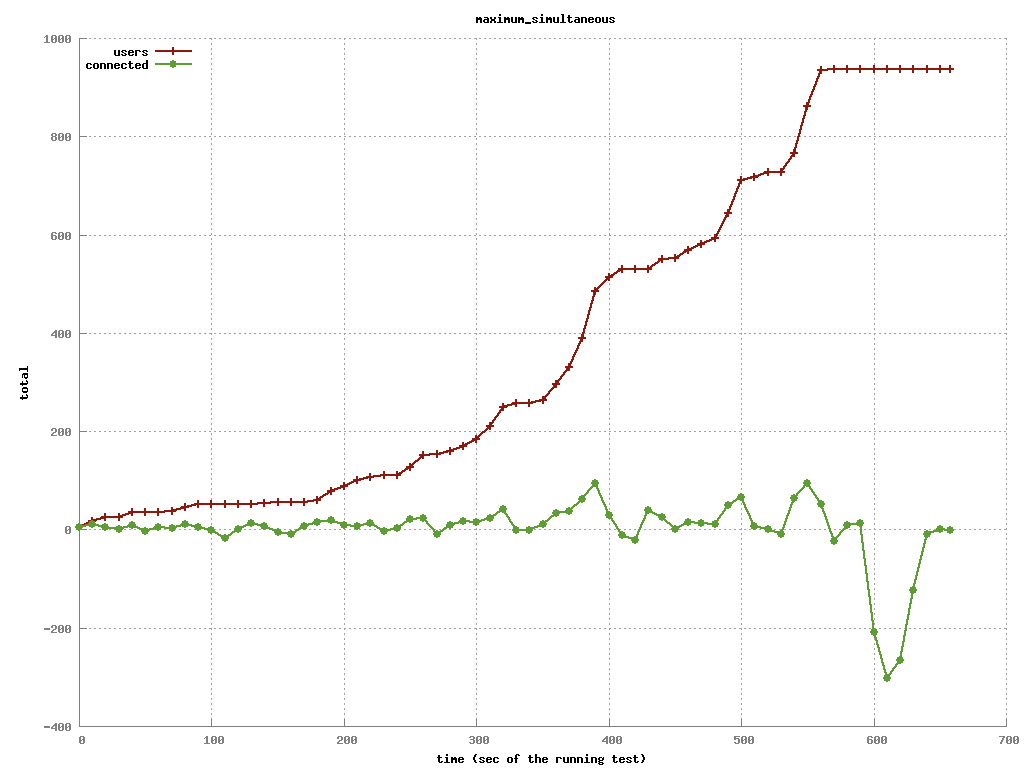 maximum_simultaneous
users
connected
1000
800
600
400
200
0
-200
-400
total
0 100 200 300 400 500 600 700
time (sec of the running test)